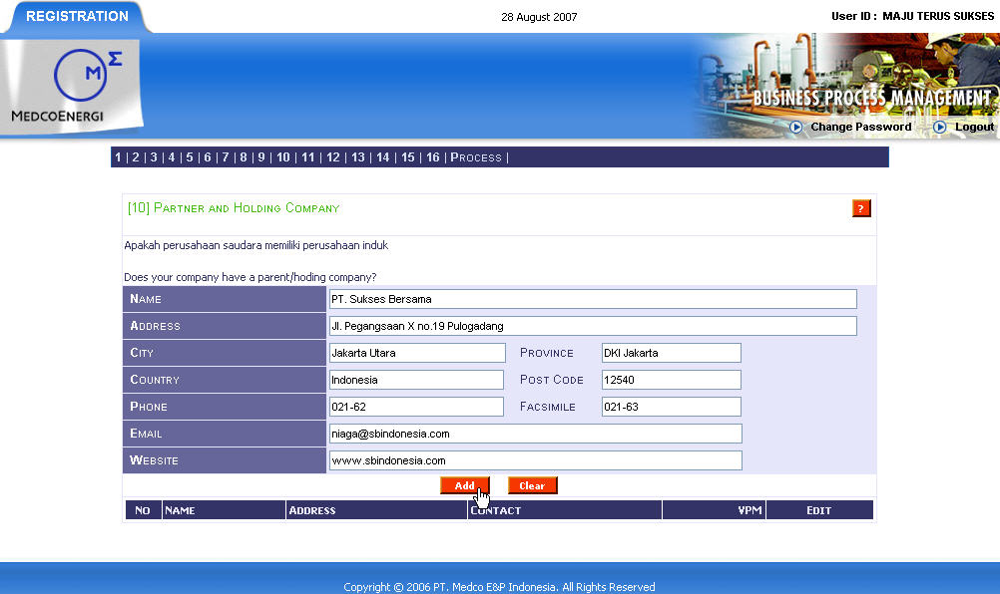 REGISTRATION
28 August 2007
User ID : MAJU TERUS SUKSES
M Σ
MEDCOENERGI
BUSINESS PROCESS MANAGEMENT
Change Password
Logout
1 | 2 | 3 | 4 | 5 | 6 | 7 | 8 | 9 | 10 | 11 | 12 | 13 | 14 | 15 | 16 | PROCESS |
[10] PARTNER AND HOLDING COMPANY
?
Apakah perusahaan saudara memiliki perusahaan induk
Does your company have a parent/hoding company?
NAME PT. Sukses Bersama
ADDRESS Jl. Pegangsaan X no.19 Pulogadang
CITY Jakarta Utara PROVINCE DKI Jakarta
COUNTRY Indonesia POST CODE 12540
PHONE 021-62 FACSIMILE 021-63
EMAIL niaga@sbindonesia.com
WEBSITE www.sbindonesia.com
Add Clear
NO NAME ADDRESS CONTACT VPM EDIT
Copyright © 2006 PT. Medco E&P Indonesia. All Rights Reserved